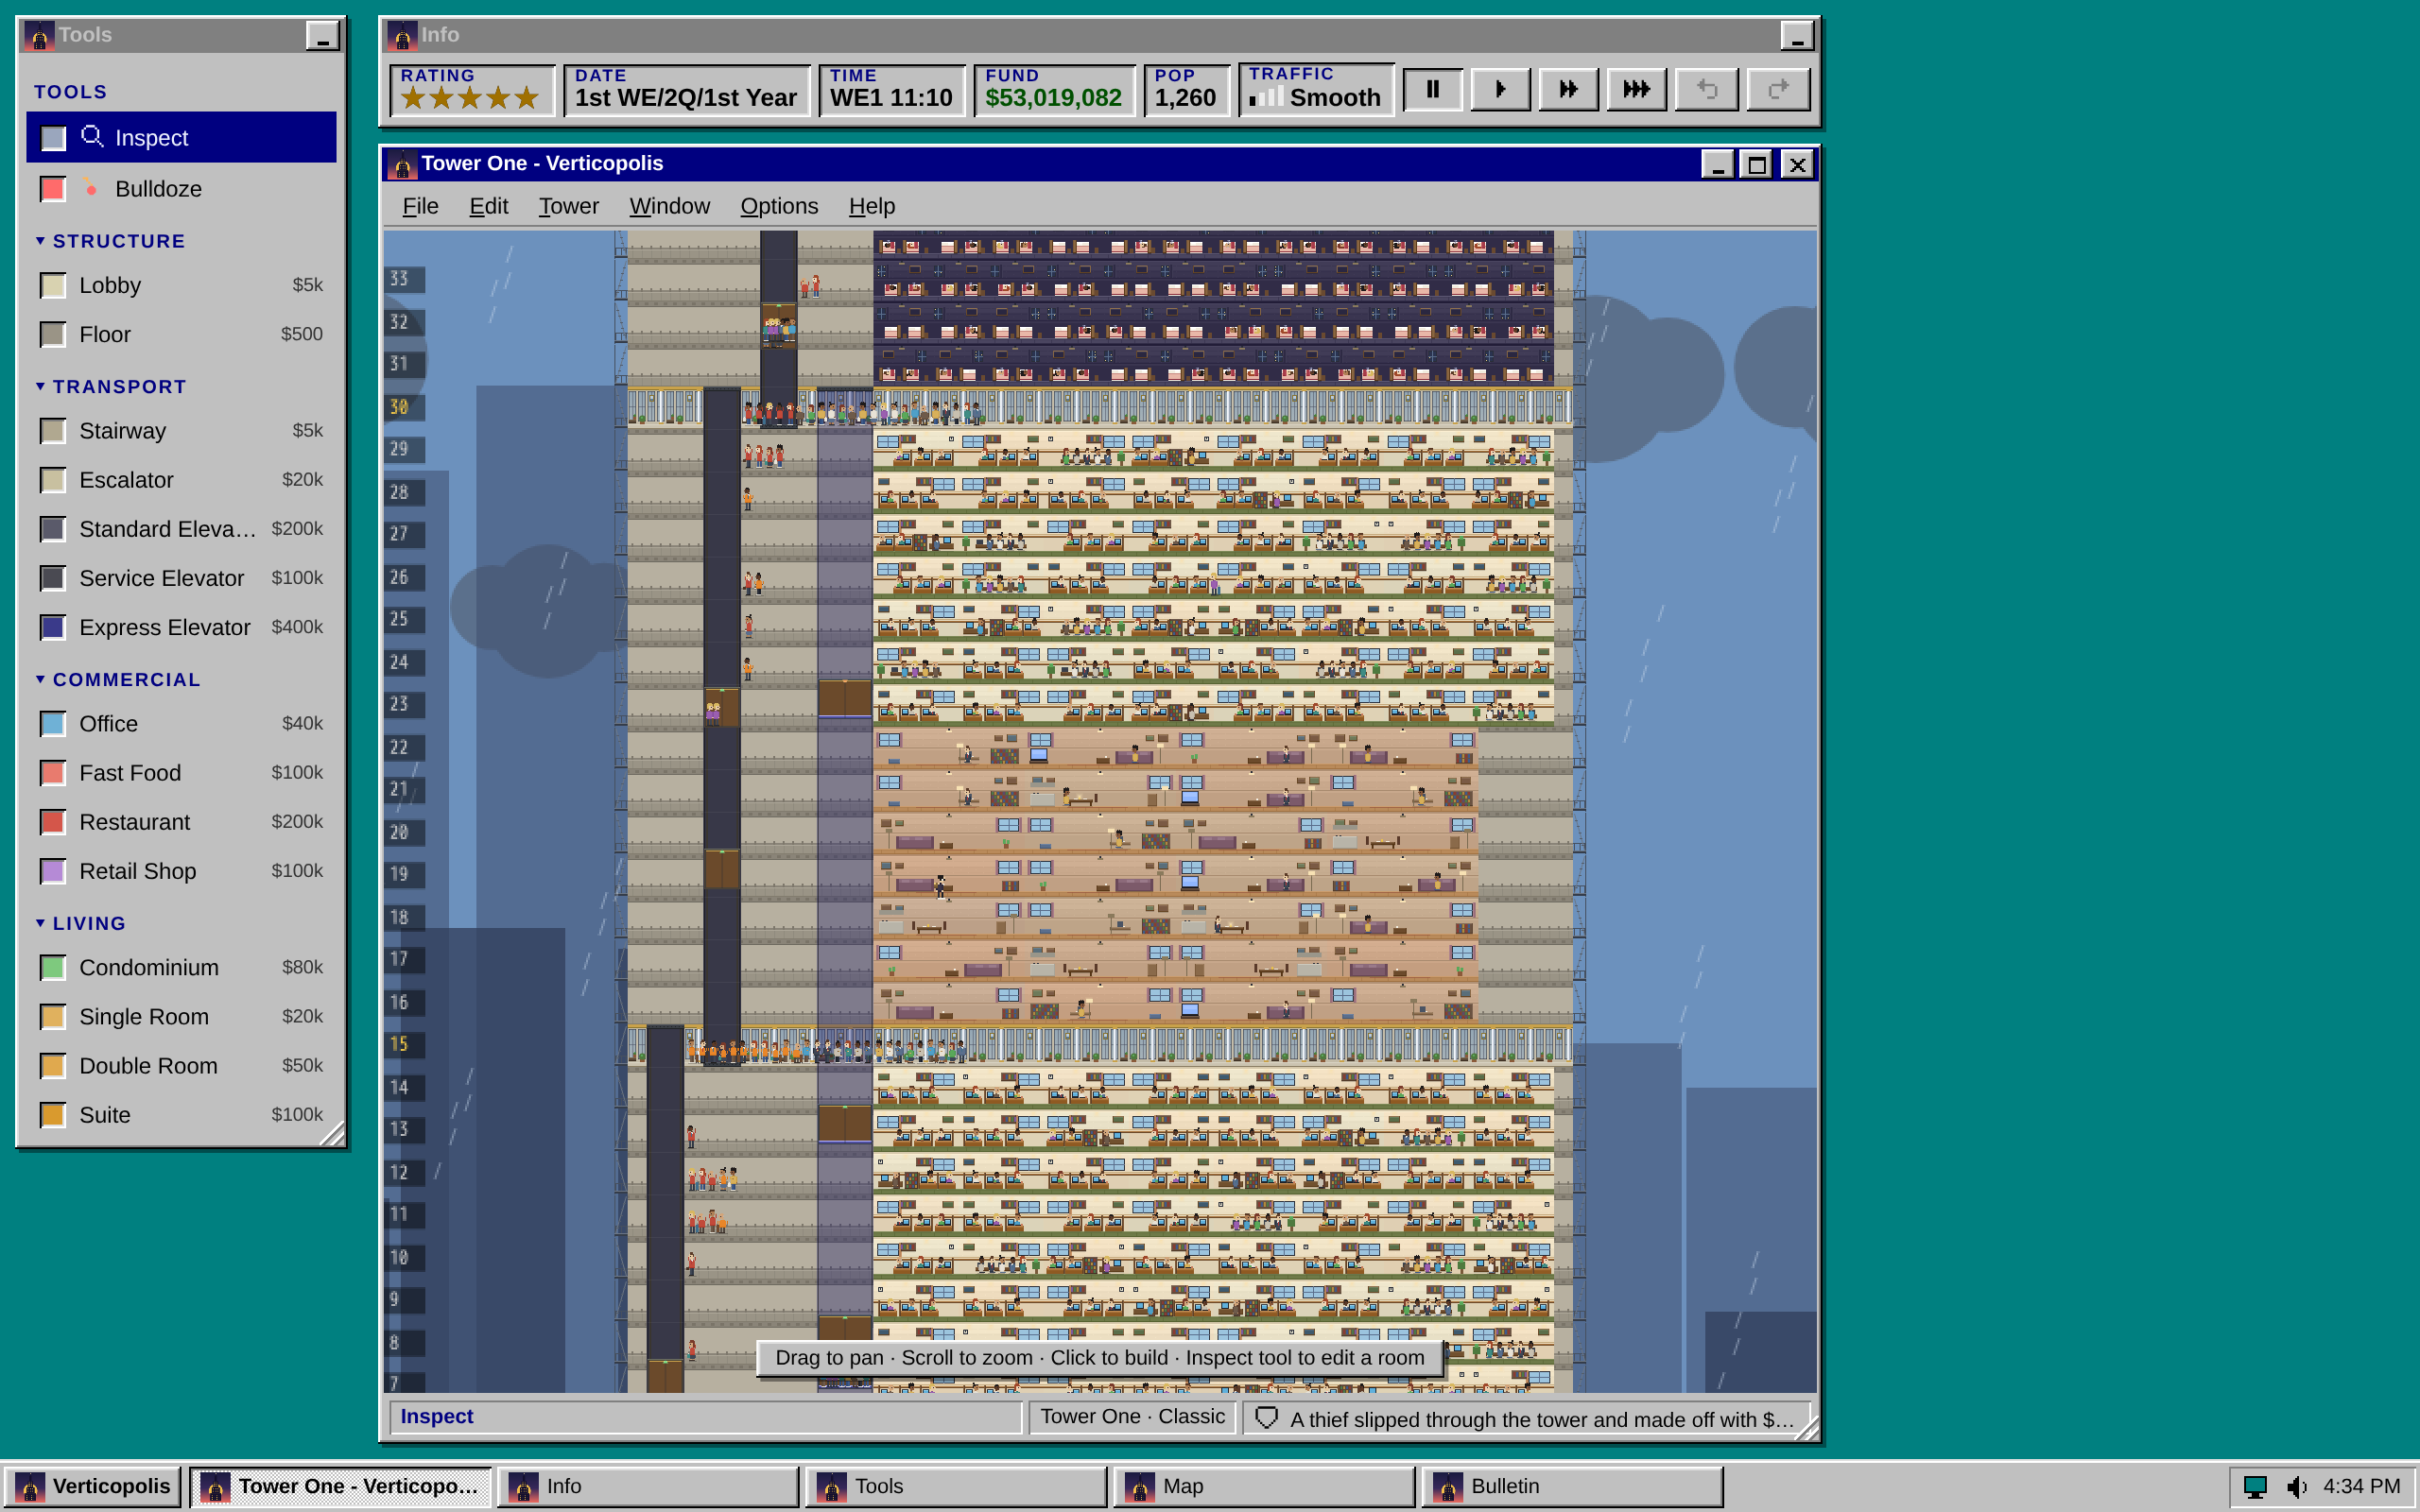 Tools
TOOLS
Inspect
Bulldoze
STRUCTURE
Lobby $5k
Floor $500
TRANSPORT
Stairway $5k
Escalator $20k
Standard Eleva… $200k
Service Elevator $100k
Express Elevator $400k
COMMERCIAL
Office $40k
Fast Food $100k
Restaurant $200k
Retail Shop $100k
LIVING
Condominium $80k
Single Room $20k
Double Room $50k
Suite $100k
Info
RATING DATE TIME FUND POP TRAFFIC
★★★★★ 1st WE/2Q/1st Year WE1 11:10 $53,019,082 1,260 Smooth
Tower One - Verticopolis
File Edit Tower Window Options Help
33
32
31
30
29
28
27
26
25
24
23
22
21
20
19
18
17
16
15
14
13
12
11
10
9
8
7
Drag to pan · Scroll to zoom · Click to build · Inspect tool to edit a room
Inspect Tower One · Classic A thief slipped through the tower and made off with $…
Verticopolis Tower One - Verticopo… Info Tools Map Bulletin 4:34 PM